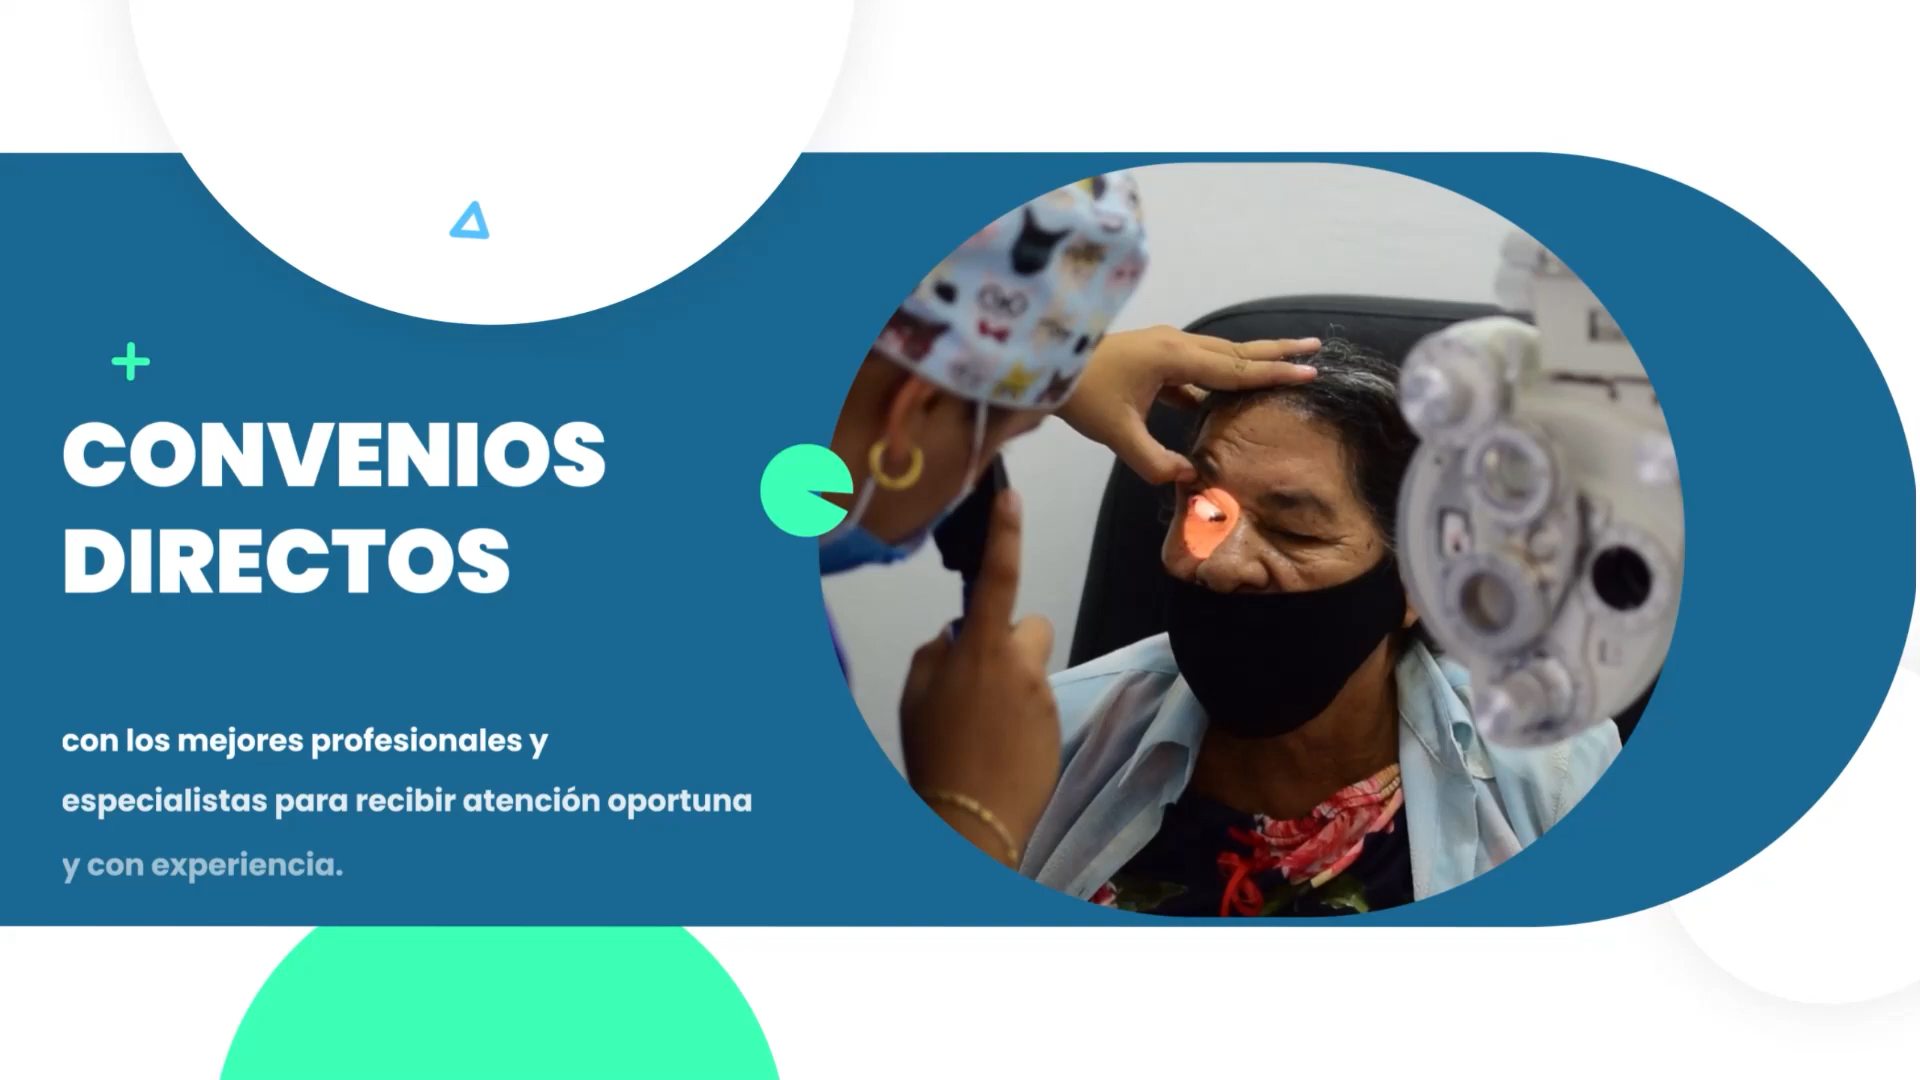 CONVENIOS
DIRECTOS
con los mejores profesionales y
especialistas para recibir atención oportuna
y con experiencia.